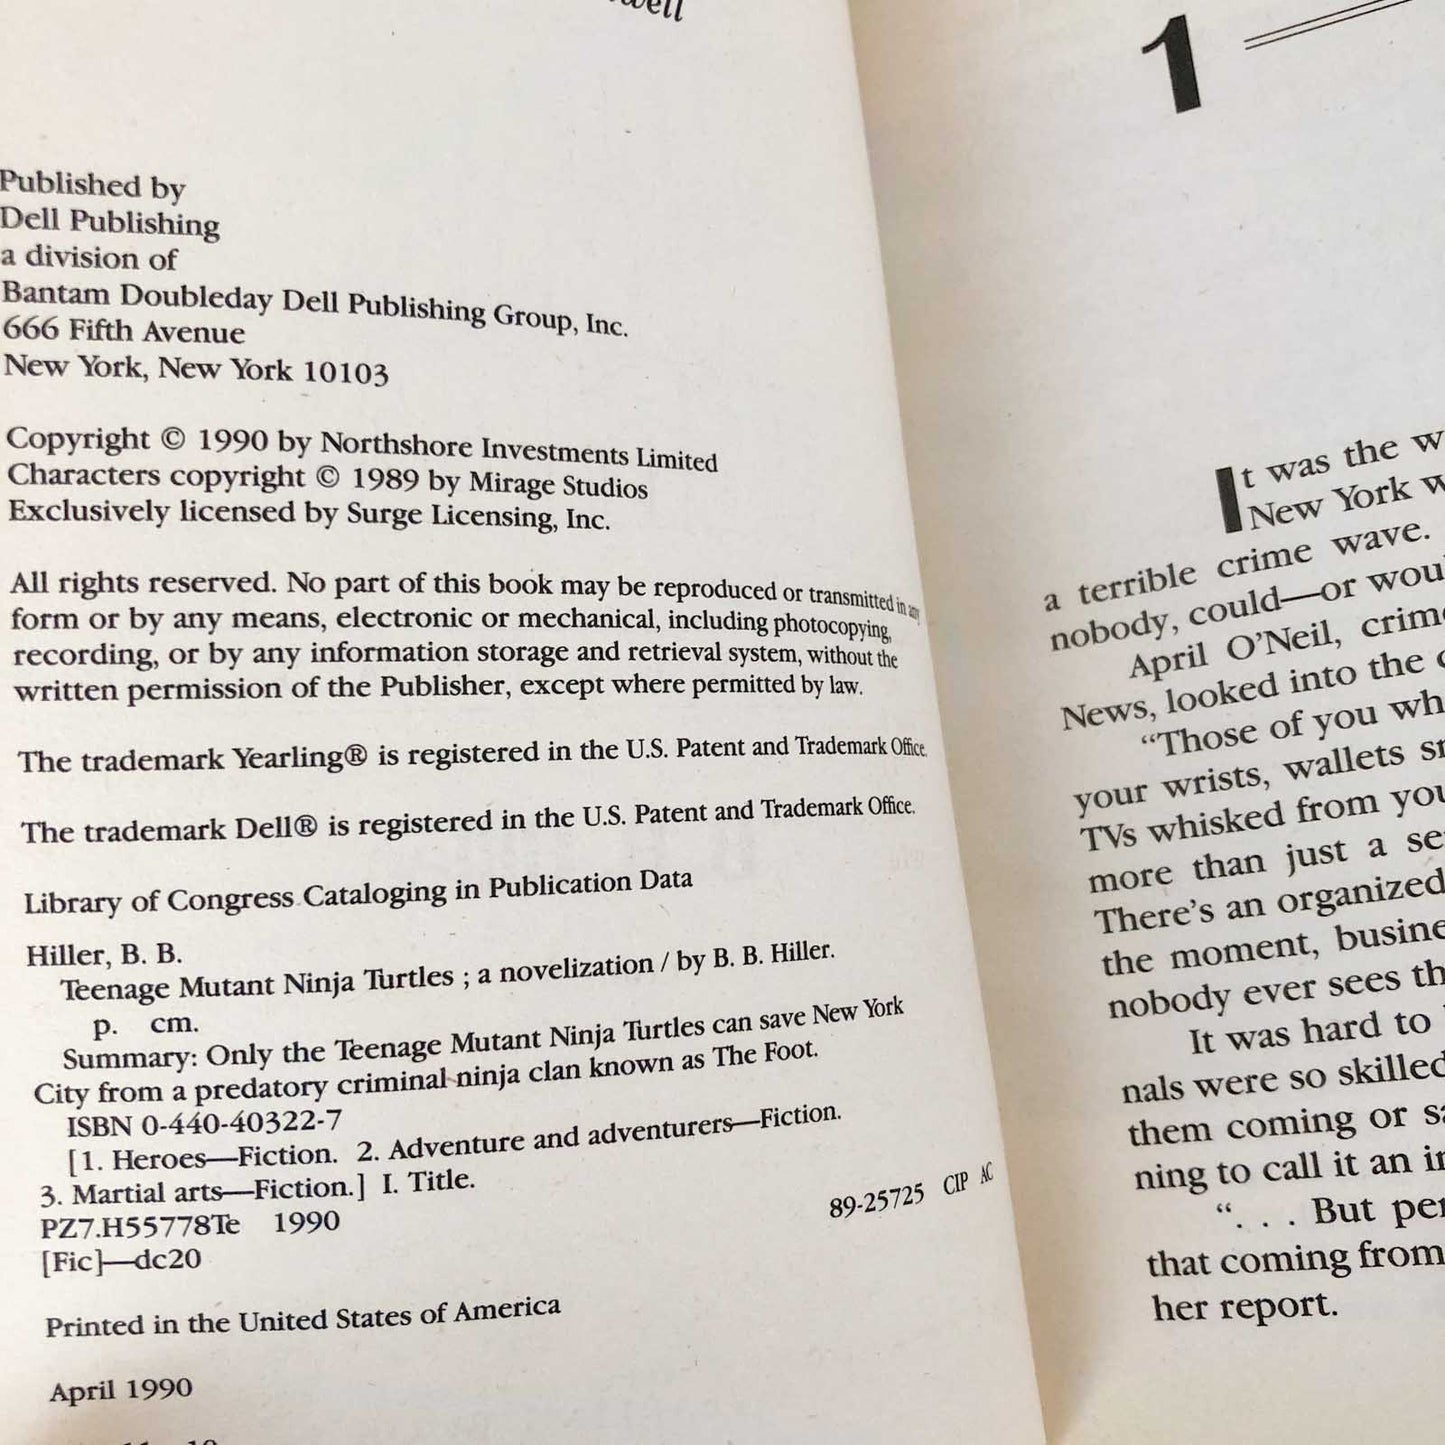 Published by
Dell Publishing
a division of
Bantam Doubleday Dell Publishing Group, Inc.
666 Fifth Avenue
New York, New York 10103
Copyright © 1990 by Northshore Investments Limited
Characters copyright © 1989 by Mirage Studios
Exclusively licensed by Surge Licensing, Inc.
All rights reserved. No part of this book may be reproduced or transmitted in any
form or by any means, electronic or mechanical, including photocopying,
recording, or by any information storage and retrieval system, without the
written permission of the Publisher, except where permitted by law.
The trademark Yearling® is registered in the U.S. Patent and Trademark Office.
The trademark Dell® is registered in the U.S. Patent and Trademark Office.
Library of Congress Cataloging in Publication Data
Hiller, B. B.
Teenage Mutant Ninja Turtles ; a novelization / by B. B. Hiller.
p. cm.
Summary: Only the Teenage Mutant Ninja Turtles can save New York
City from a predatory criminal ninja clan known as The Foot.
ISBN 0-440-40322-7
[1. Heroes—Fiction. 2. Adventure and adventurers—Fiction.
3. Martial arts—Fiction.] I. Title.
PZ7.H55778Te 1990
[Fic]—dc20
89-25725 CIP AC
Printed in the United States of America
April 1990
1
It was the w
New York w
a terrible crime wave.
nobody, could—or wou
April O'Neil, crime
News, looked into the c
“Those of you wh
your wrists, wallets sn
TVs whisked from you
more than just a se
There's an organized
the moment, busine
nobody ever sees th
It was hard to
nals were so skilled
them coming or sa
ning to call it an in
“. . . But per
that coming from
her report.